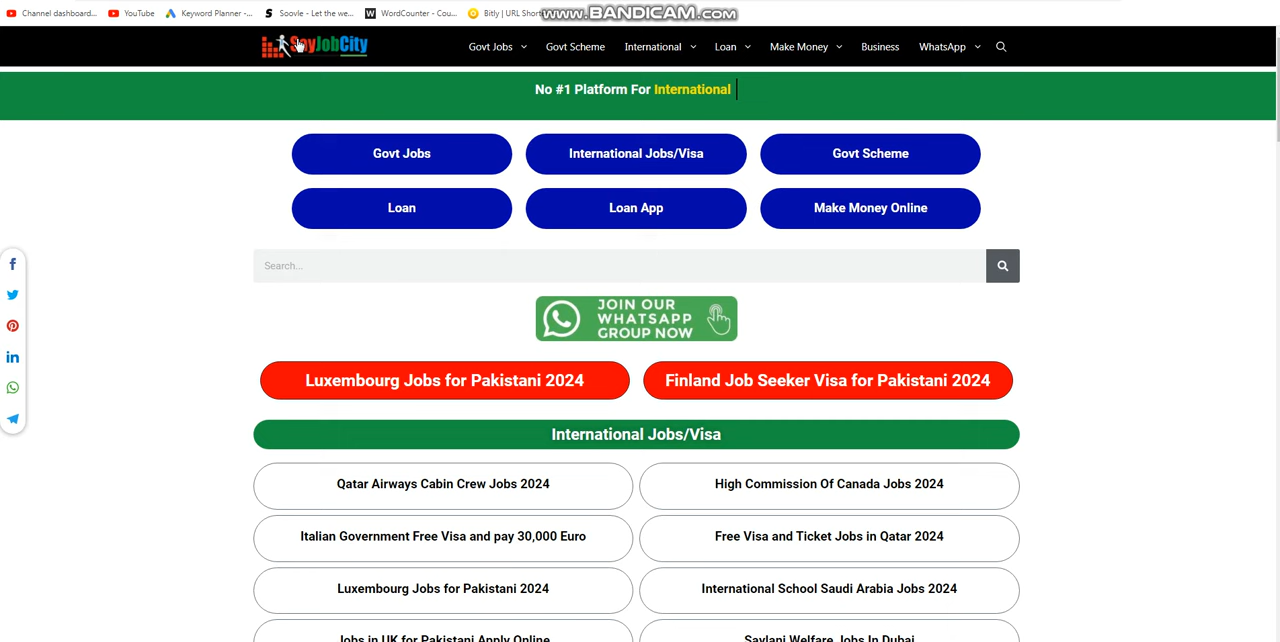 www.BANDICAM.com
Channel dashboard... YouTube Keyword Planner -... Soovle - Let the we... WordCounter - Cou... Bitly | URL Short
SayJobCity Govt Jobs Govt Scheme International Loan Make Money Business WhatsApp
No #1 Platform For International
Govt Jobs International Jobs/Visa Govt Scheme
Loan Loan App Make Money Online
Search...
JOIN OUR
WHATSAPP
GROUP NOW
Luxembourg Jobs for Pakistani 2024 Finland Job Seeker Visa for Pakistani 2024
International Jobs/Visa
Qatar Airways Cabin Crew Jobs 2024 High Commission Of Canada Jobs 2024
Italian Government Free Visa and pay 30,000 Euro Free Visa and Ticket Jobs in Qatar 2024
Luxembourg Jobs for Pakistani 2024 International School Saudi Arabia Jobs 2024
Jobs in UK for Pakistani Apply Online Saylani Welfare Jobs In Dubai